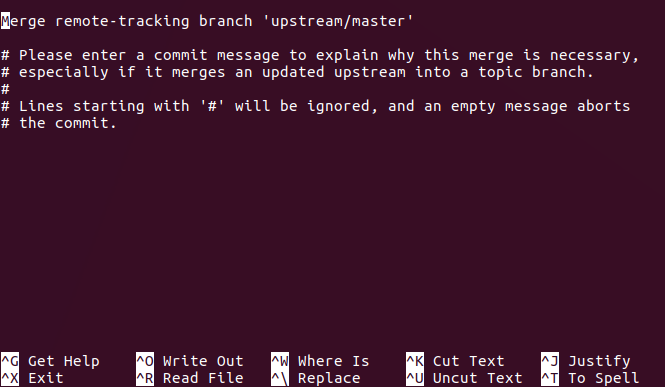 Merge remote-tracking branch 'upstream/master'
# Please enter a commit message to explain why this merge is necessary,
# especially if it merges an updated upstream into a topic branch.
#
# Lines starting with '#' will be ignored, and an empty message aborts
# the commit.
^G Get Help ^O Write Out ^W Where Is ^K Cut Text ^J Justify
^X Exit ^R Read File ^\ Replace ^U Uncut Text ^T To Spell